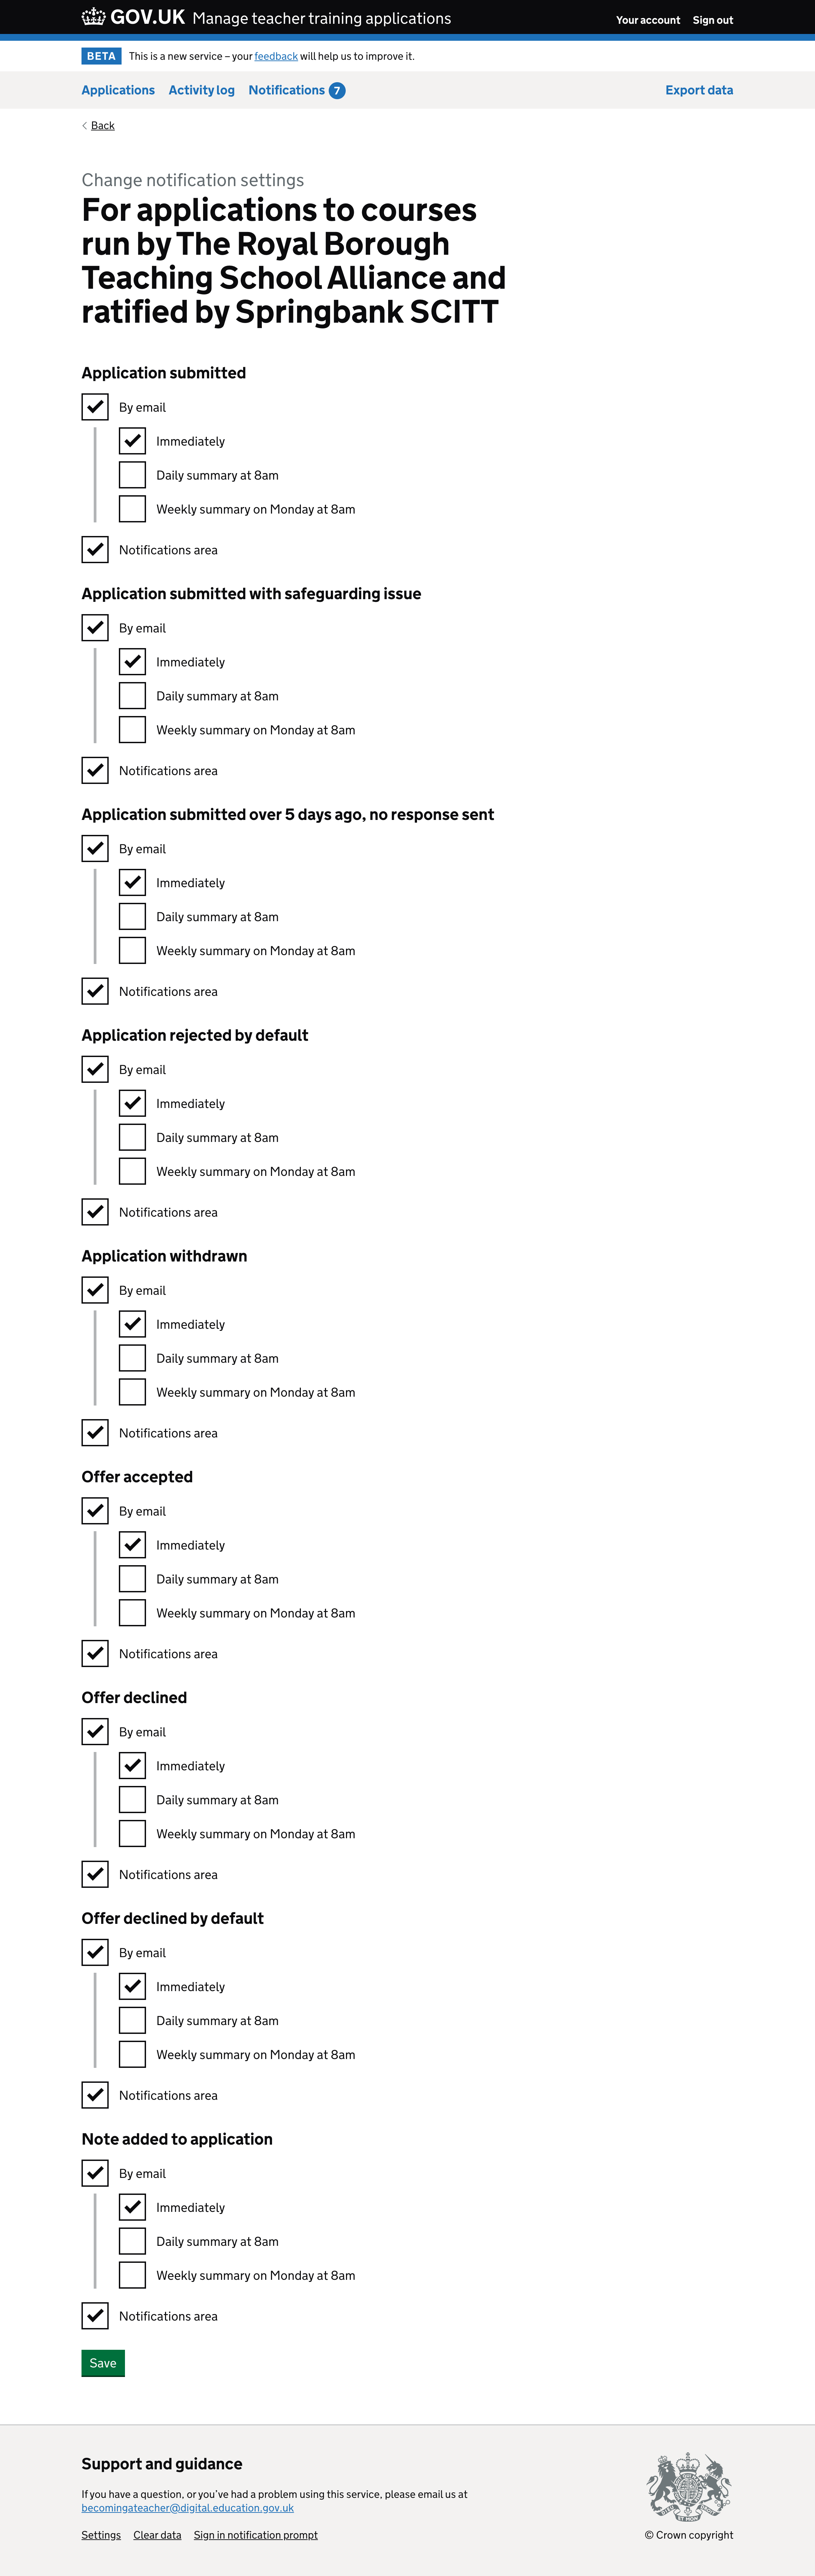 GOV.UK Manage teacher training applications
Your account Sign out
BETA This is a new service – your feedback will help us to improve it.
Applications Activity log Notifications 7 Export data
Back
Change notification settings
For applications to courses
run by The Royal Borough
Teaching School Alliance and
ratified by Springbank SCITT
Application submitted
By email
Immediately
Daily summary at 8am
Weekly summary on Monday at 8am
Notifications area
Application submitted with safeguarding issue
By email
Immediately
Daily summary at 8am
Weekly summary on Monday at 8am
Notifications area
Application submitted over 5 days ago, no response sent
By email
Immediately
Daily summary at 8am
Weekly summary on Monday at 8am
Notifications area
Application rejected by default
By email
Immediately
Daily summary at 8am
Weekly summary on Monday at 8am
Notifications area
Application withdrawn
By email
Immediately
Daily summary at 8am
Weekly summary on Monday at 8am
Notifications area
Offer accepted
By email
Immediately
Daily summary at 8am
Weekly summary on Monday at 8am
Notifications area
Offer declined
By email
Immediately
Daily summary at 8am
Weekly summary on Monday at 8am
Notifications area
Offer declined by default
By email
Immediately
Daily summary at 8am
Weekly summary on Monday at 8am
Notifications area
Note added to application
By email
Immediately
Daily summary at 8am
Weekly summary on Monday at 8am
Notifications area
Save
Support and guidance
If you have a question, or you’ve had a problem using this service, please email us at
becomingateacher@digital.education.gov.uk
Settings Clear data Sign in notification prompt
© Crown copyright